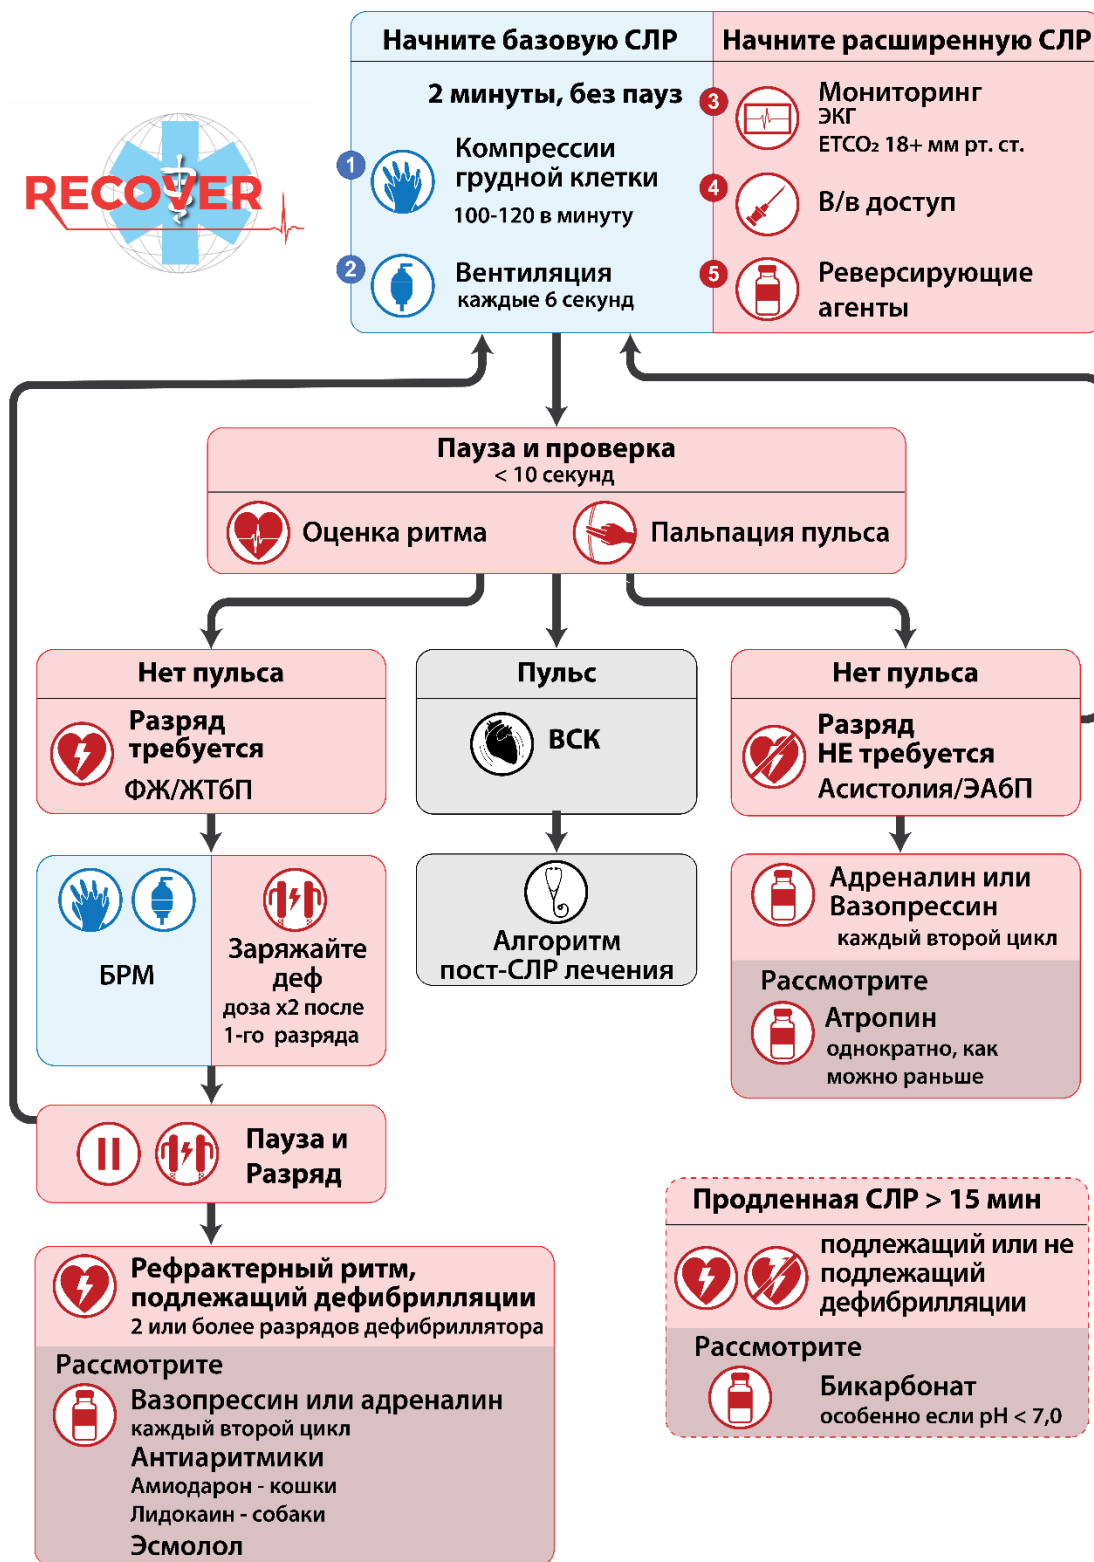 Начните базовую СЛР
2 минуты, без пауз
1
Компрессии
грудной клетки
100-120 в минуту
2
Вентиляция
каждые 6 секунд
Начните расширенную СЛР
3
Мониторинг
ЭКГ
ETCO₂ 18+ мм рт. ст.
4
В/в доступ
5
Реверсирующие
агенты
RECOVER
Пауза и проверка
< 10 секунд
Оценка ритма
Пальпация пульса
Нет пульса
Разряд
требуется
ФЖ/ЖТбП
Пульс
ВСК
Нет пульса
Разряд
НЕ требуется
Асистолия/ЭАбП
БРМ
Заряжайте
деф
доза x2 после
1-го разряда
Алгоритм
пост-СЛР лечения
Адреналин или
Вазопрессин
каждый второй цикл
Рассмотрите
Атропин
однократно, как
можно раньше
Пауза и
Разряд
Рефрактерный ритм,
подлежащий дефибрилляции
2 или более разрядов дефибриллятора
Рассмотрите
Вазопрессин или адреналин
каждый второй цикл
Антиаритмики
Амиодарон - кошки
Лидокаин - собаки
Эсмолол
Продленная СЛР > 15 мин
подлежащий или не
подлежащий
дефибрилляции
Рассмотрите
Бикарбонат
особенно если pH < 7,0